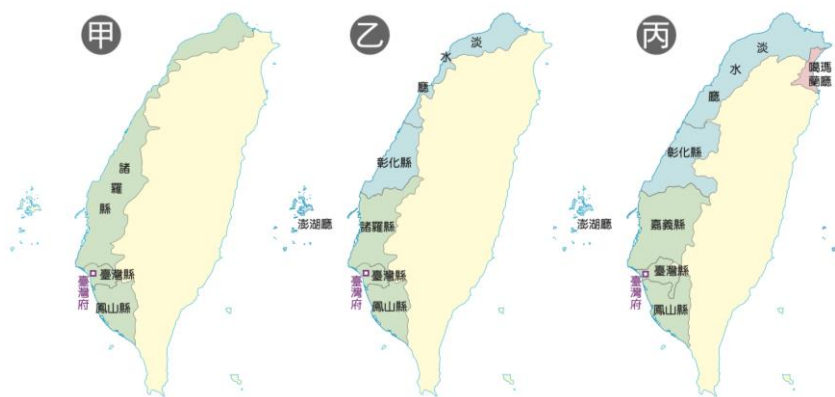 甲
諸羅縣
臺灣縣
臺灣府
鳳山縣
乙
淡水廳
彰化縣
澎湖廳
諸羅縣
臺灣縣
臺灣府
鳳山縣
丙
淡水廳
噶瑪
蘭廳
彰化縣
澎湖廳
嘉義縣
臺灣縣
臺灣府
鳳山縣